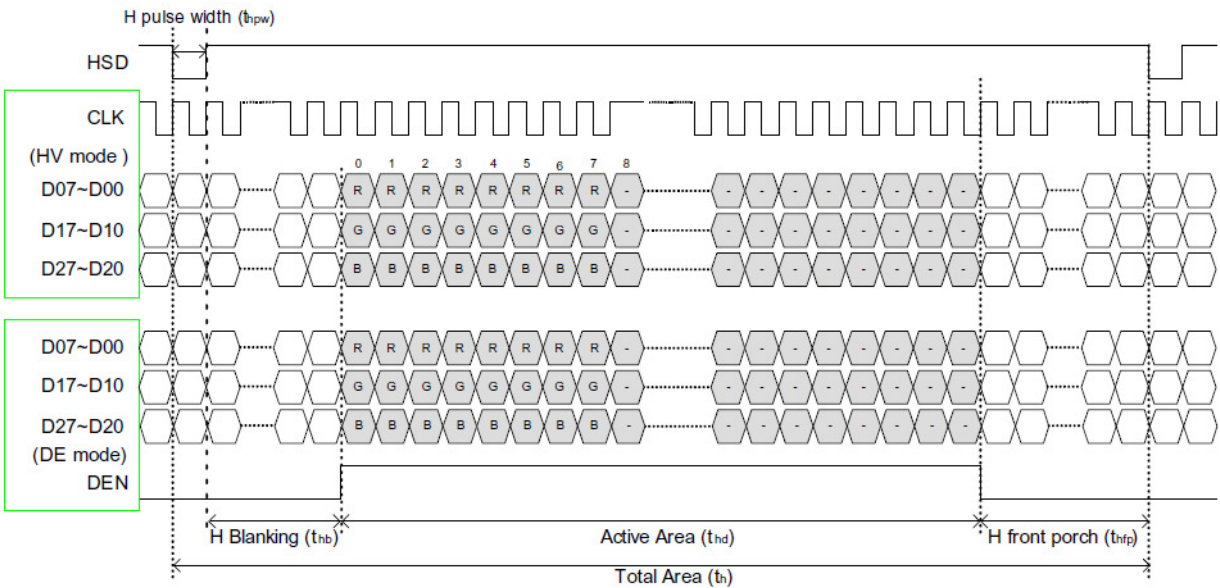 H pulse width (thpw)
HSD
CLK
(HV mode )
0 1 2 3 4 5 6 7 8
D07~D00 R R R R R R R R - - - - - - - - -
D17~D10 G G G G G G G G - - - - - - - - -
D27~D20 B B B B B B B B - - - - - - - - -
D07~D00 R R R R R R R R - - - - - - - - -
D17~D10 G G G G G G G G - - - - - - - - -
D27~D20 B B B B B B B B - - - - - - - - -
(DE mode)
DEN
H Blanking (thb) Active Area (thd) H front porch (thfp)
Total Area (th)